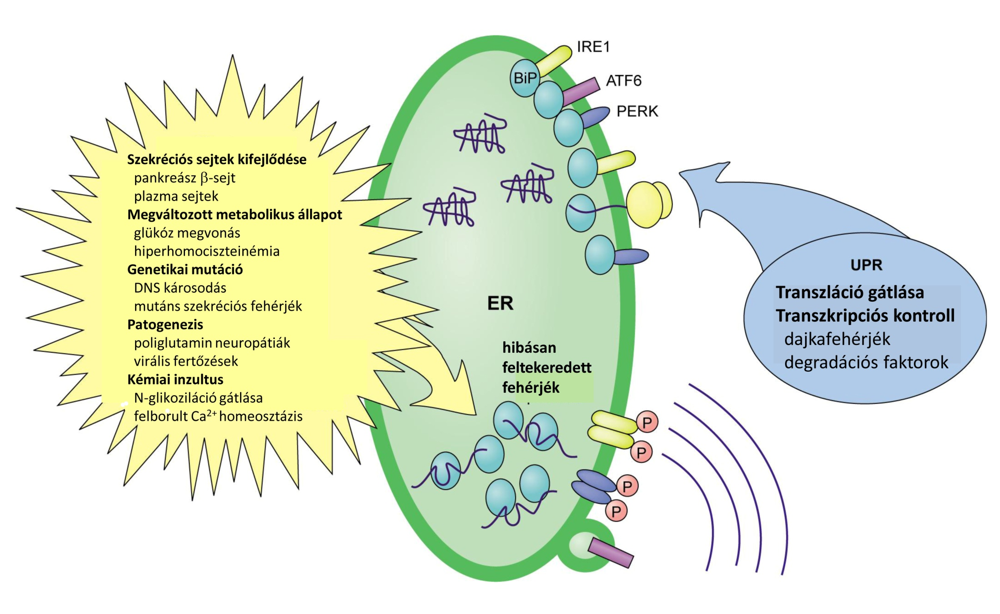 Szekréciós sejtek kifejlődése
pankreász β-sejt
plazma sejtek
Megváltozott metabolikus állapot
glükóz megvonás
hiperhomociszteinémia
Genetikai mutáció
DNS károsodás
mutáns szekréciós fehérjék
Patogenezis
poliglutamin neuropátiák
virális fertőzések
Kémiai inzultus
N-glikoziláció gátlása
felborult Ca²⁺ homeosztázis
IRE1
BiP
ATF6
PERK
ER
hibásan
feltekeredett
fehérjék
P
P
P
P
UPR
Transzláció gátlása
Transzkripciós kontroll
dajkafehérjék
degradációs faktorok